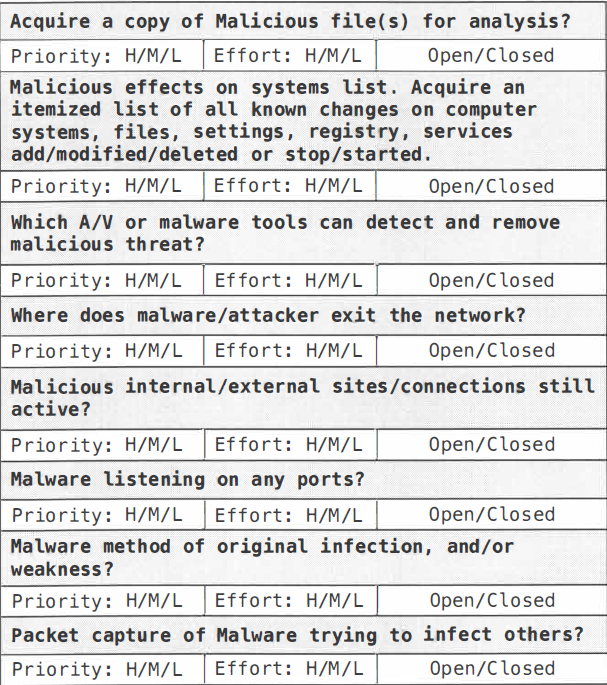 Acquire a copy of Malicious file(s) for analysis?
Priority: H/M/L Effort: H/M/L Open/Closed
Malicious effects on systems list. Acquire an
itemized list of all known changes on computer
systems, files, settings, registry, services
add/modified/deleted or stop/started.
Priority: H/M/L Effort: H/M/L Open/Closed
Which A/V or malware tools can detect and remove
malicious threat?
Priority: H/M/L Effort: H/M/L Open/Closed
Where does malware/attacker exit the network?
Priority: H/M/L Effort: H/M/L Open/Closed
Malicious internal/external sites/connections still
active?
Priority: H/M/L Effort: H/M/L Open/Closed
Malware listening on any ports?
Priority: H/M/L Effort: H/M/L Open/Closed
Malware method of original infection, and/or
weakness?
Priority: H/M/L Effort: H/M/L Open/Closed
Packet capture of Malware trying to infect others?
Priority: H/M/L Effort: H/M/L Open/Closed